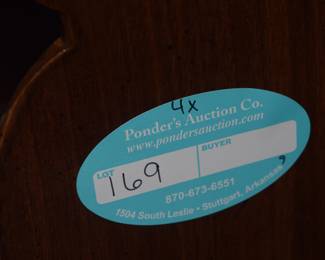 4x
Ponder's Auction Co.
www.pondersauction.com
LOT BUYER
169
870-673-6551
1504 South Leslie • Stuttgart, Arkansas